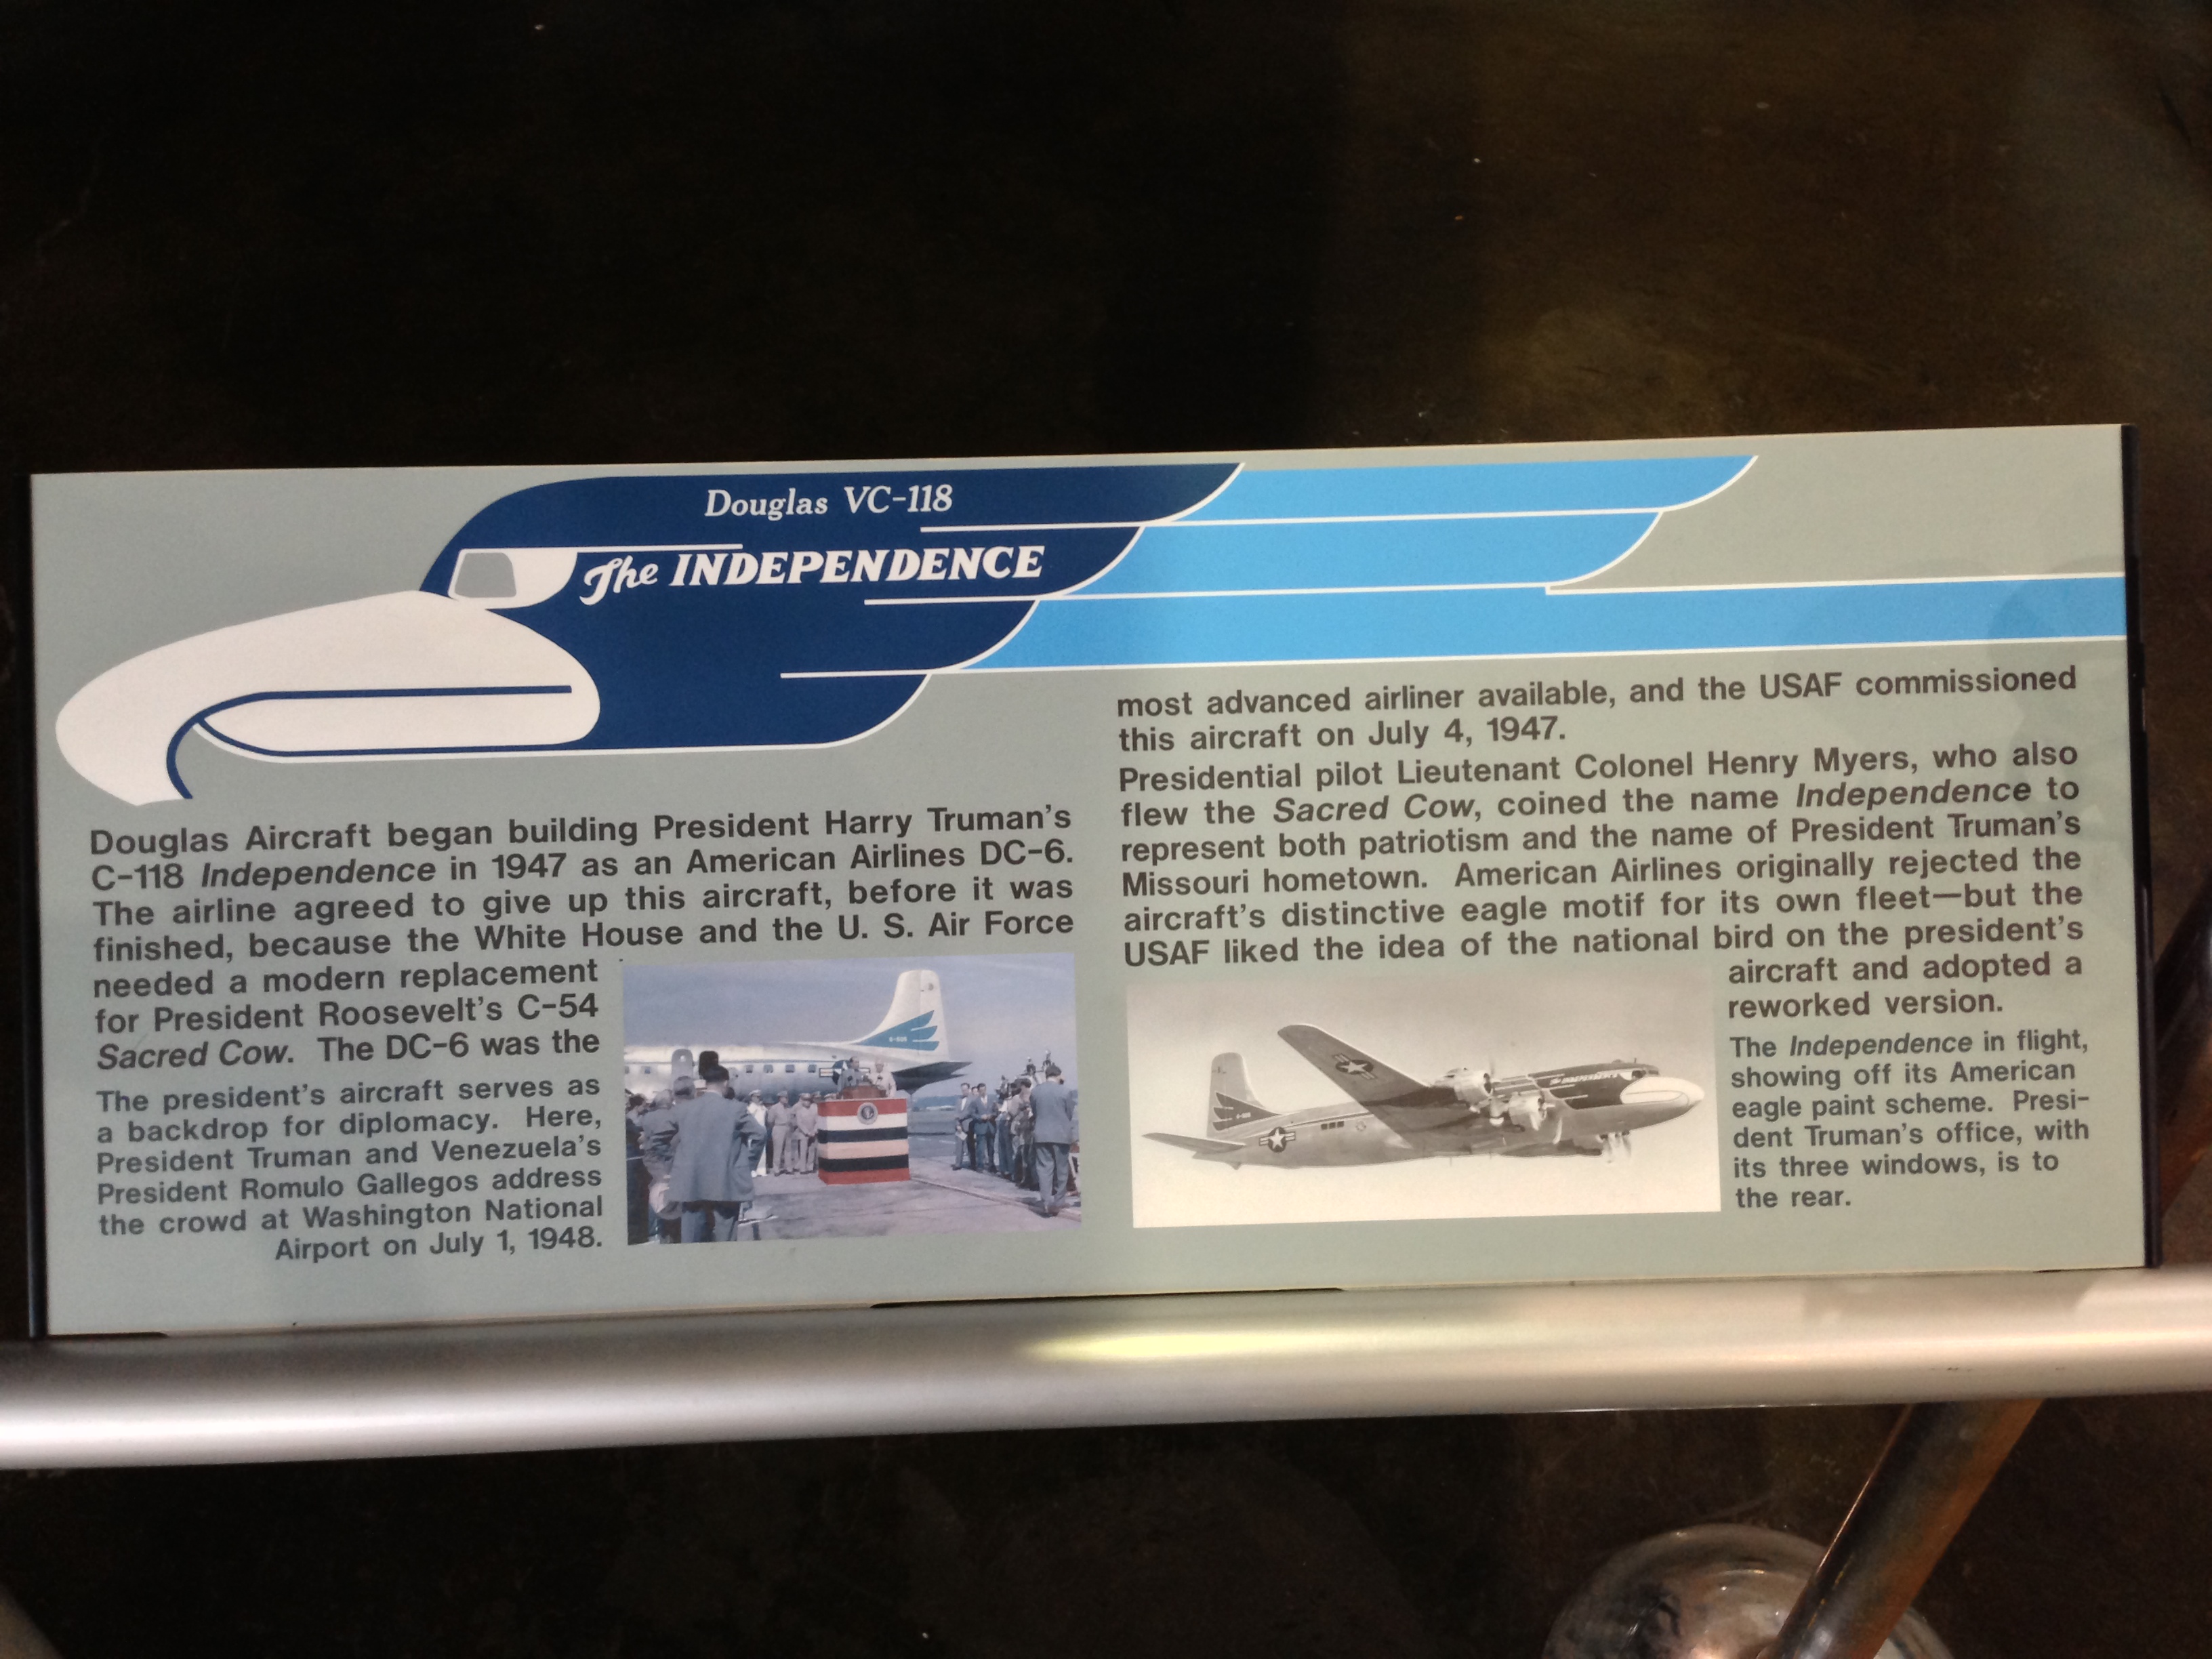 Douglas VC-118
The INDEPENDENCE
Douglas Aircraft began building President Harry Truman's
C-118 Independence in 1947 as an American Airlines DC-6.
The airline agreed to give up this aircraft, before it was
finished, because the White House and the U. S. Air Force
needed a modern replacement
for President Roosevelt's C-54
Sacred Cow. The DC-6 was the
The president's aircraft serves as
a backdrop for diplomacy. Here,
President Truman and Venezuela's
President Romulo Gallegos address
the crowd at Washington National
Airport on July 1, 1948.
most advanced airliner available, and the USAF commissioned
this aircraft on July 4, 1947.
Presidential pilot Lieutenant Colonel Henry Myers, who also
flew the Sacred Cow, coined the name Independence to
represent both patriotism and the name of President Truman's
Missouri hometown. American Airlines originally rejected the
aircraft's distinctive eagle motif for its own fleet—but the
USAF liked the idea of the national bird on the president's
aircraft and adopted a
reworked version.
The Independence in flight,
showing off its American
eagle paint scheme. Presi-
dent Truman's office, with
its three windows, is to
the rear.